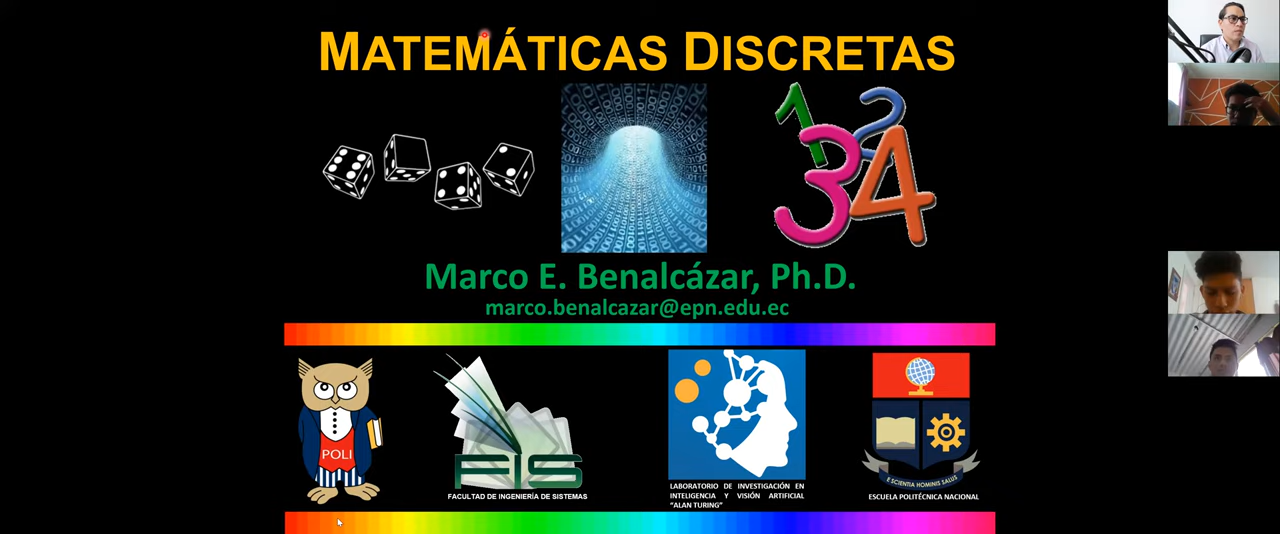 MATEMÁTICAS DISCRETAS
1
2
3
4
Marco E. Benalcázar, Ph.D.
marco.benalcazar@epn.edu.ec
POLI
FIS
FACULTAD DE INGENIERÍA DE SISTEMAS
LABORATORIO DE INVESTIGACIÓN EN
INTELIGENCIA Y VISIÓN ARTIFICIAL
"ALAN TURING"
E SCIENTIA HOMINIS SALUS
ESCUELA POLITÉCNICA NACIONAL